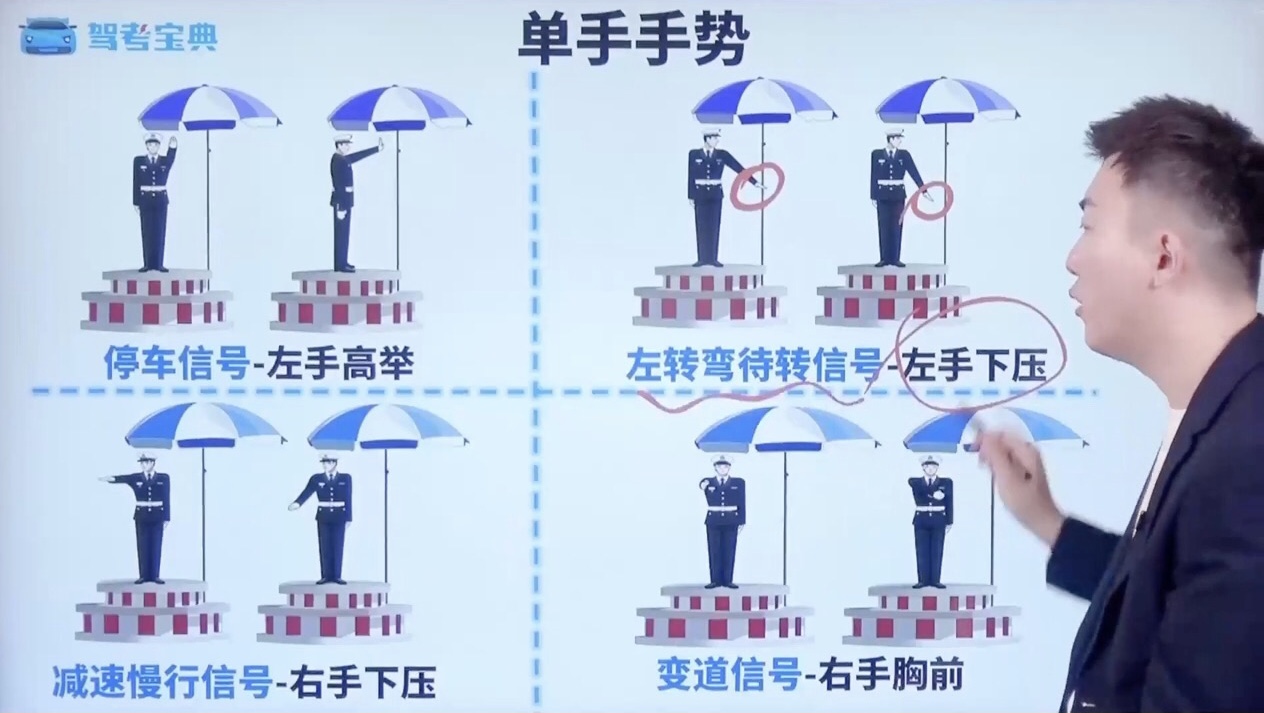 驾考宝典
单手手势
停车信号-左手高举
左转弯待转信号-左手下压
减速慢行信号-右手下压
变道信号-右手胸前